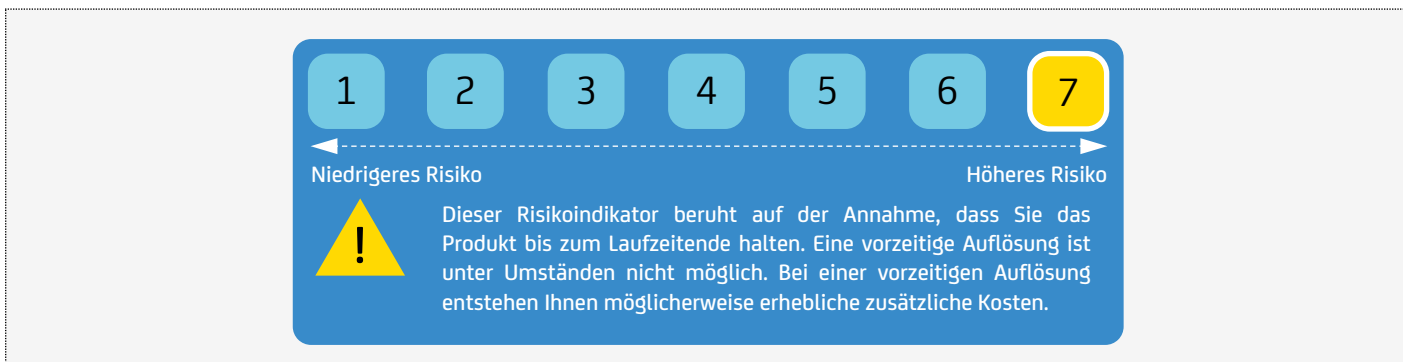 1 2 3 4 5 6 7
Niedrigeres Risiko Höheres Risiko
!
Dieser Risikoindikator beruht auf der Annahme, dass Sie das
Produkt bis zum Laufzeitende halten. Eine vorzeitige Auflösung ist
unter Umständen nicht möglich. Bei einer vorzeitigen Auflösung
entstehen Ihnen möglicherweise erhebliche zusätzliche Kosten.